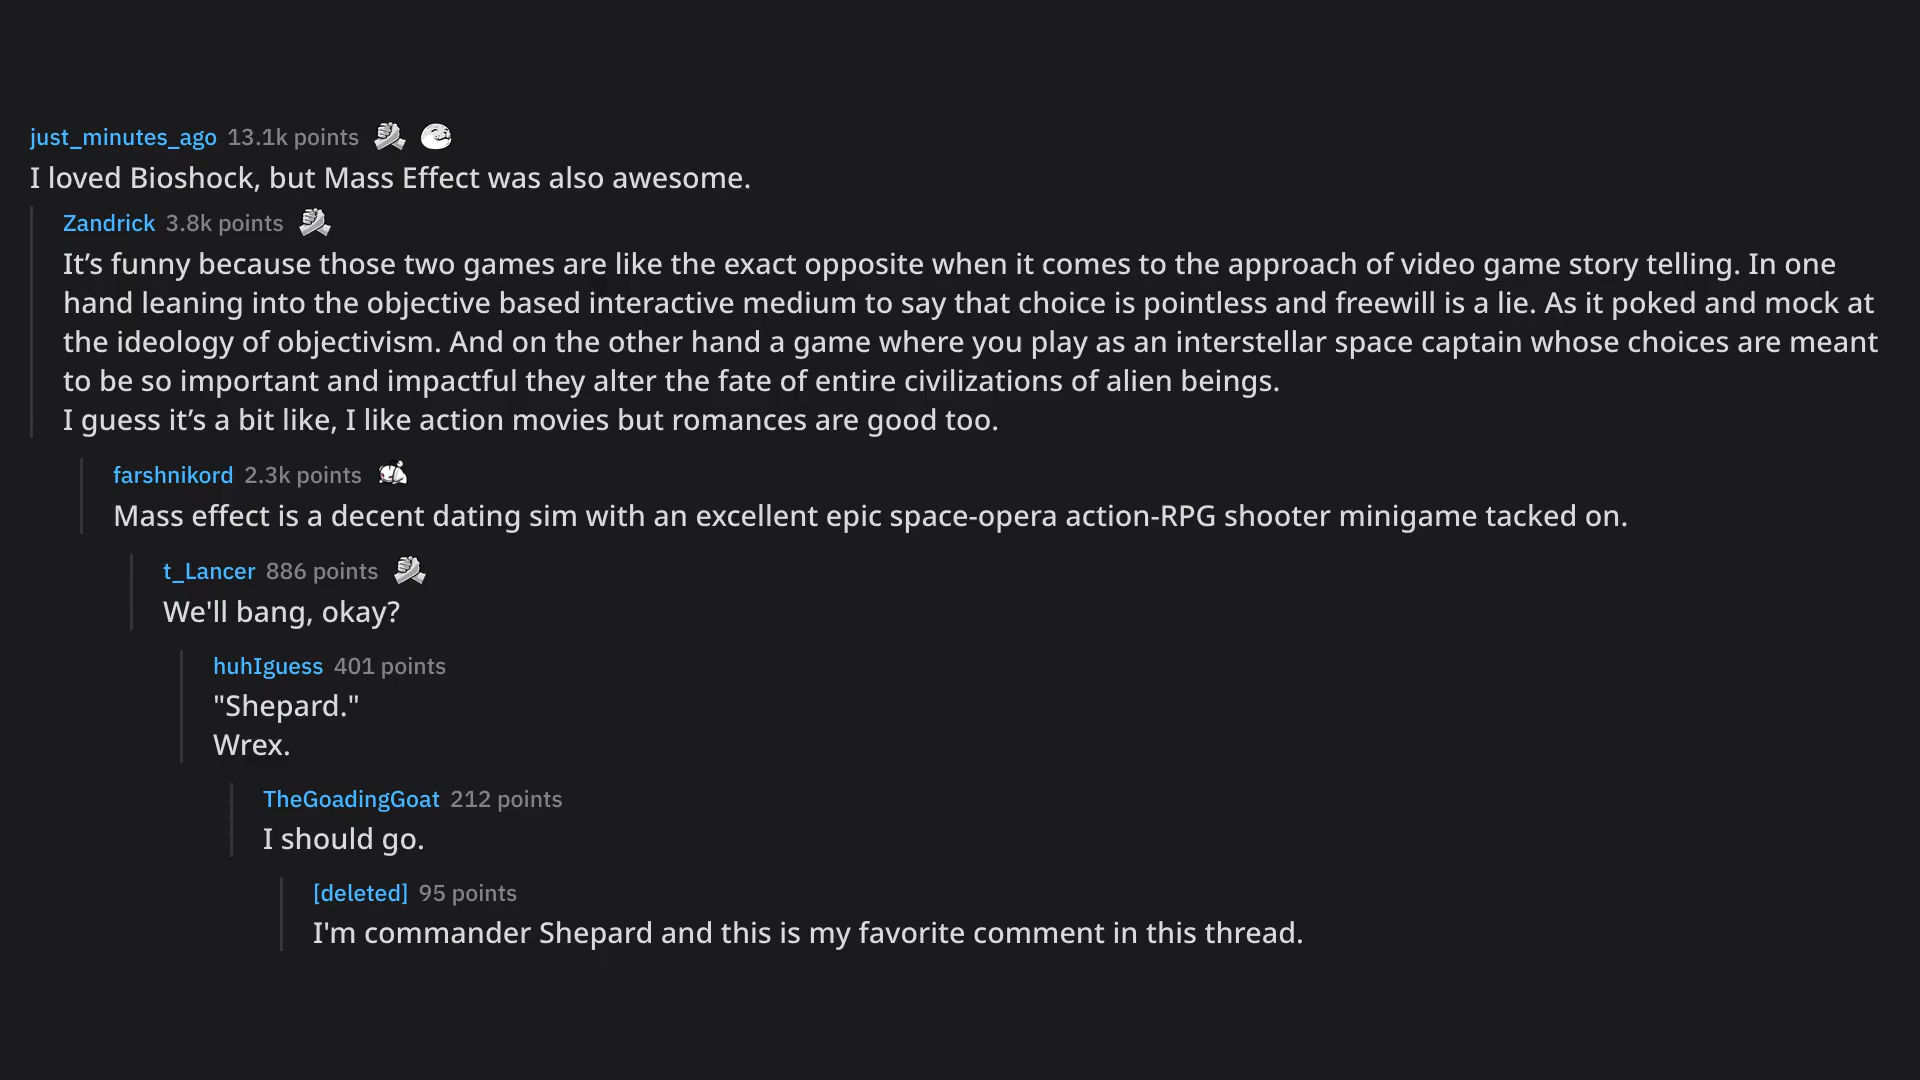 just_minutes_ago 13.1k points
I loved Bioshock, but Mass Effect was also awesome.
Zandrick 3.8k points
It’s funny because those two games are like the exact opposite when it comes to the approach of video game story telling. In one
hand leaning into the objective based interactive medium to say that choice is pointless and freewill is a lie. As it poked and mock at
the ideology of objectivism. And on the other hand a game where you play as an interstellar space captain whose choices are meant
to be so important and impactful they alter the fate of entire civilizations of alien beings.
I guess it’s a bit like, I like action movies but romances are good too.
farshnikord 2.3k points
Mass effect is a decent dating sim with an excellent epic space-opera action-RPG shooter minigame tacked on.
t_Lancer 886 points
We'll bang, okay?
huhIguess 401 points
"Shepard."
Wrex.
TheGoadingGoat 212 points
I should go.
[deleted] 95 points
I'm commander Shepard and this is my favorite comment in this thread.